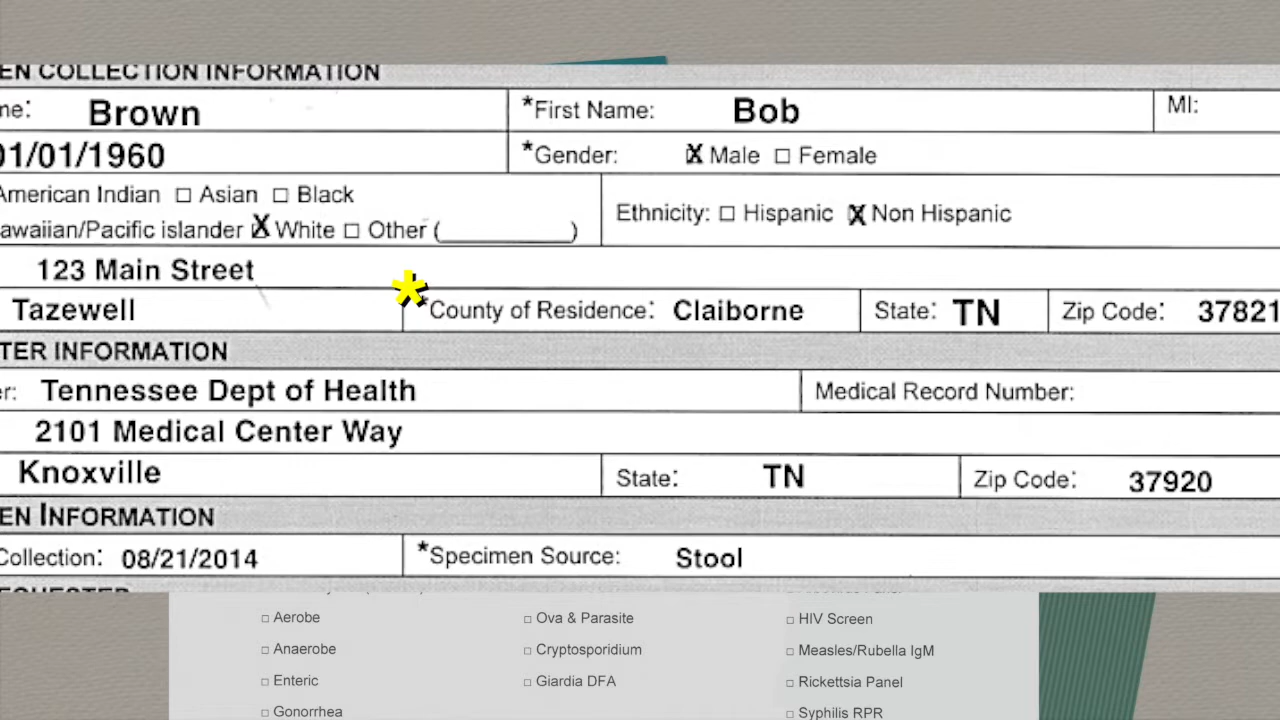 EN COLLECTION INFORMATION
me: Brown *First Name: Bob MI:
01/01/1960 *Gender: X Male □ Female
American Indian □ Asian □ Black
awaiian/Pacific islander X White □ Other (__________) Ethnicity: □ Hispanic X Non Hispanic
123 Main Street
Tazewell * *County of Residence: Claiborne State: TN Zip Code: 37821
TER INFORMATION
er: Tennessee Dept of Health Medical Record Number:
2101 Medical Center Way
Knoxville State: TN Zip Code: 37920
EN INFORMATION
Collection: 08/21/2014 *Specimen Source: Stool
□ Aerobe □ Ova & Parasite □ HIV Screen
□ Anaerobe □ Cryptosporidium □ Measles/Rubella IgM
□ Enteric □ Giardia DFA □ Rickettsia Panel
□ Gonorrhea □ Syphilis RPR